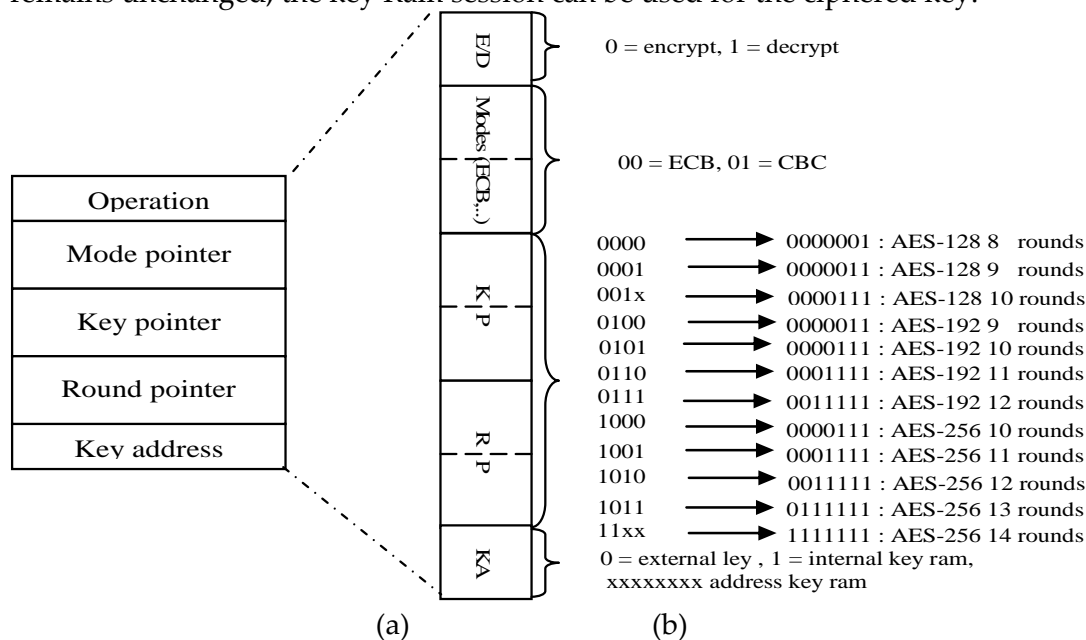 remains unchanged, the key Ram session can be used for the ciphered key.
Operation
Mode pointer
Key pointer
Round pointer
Key address
E/D
Modes (ECB,..)
K P
R P
KA
0 = encrypt, 1 = decrypt
00 = ECB, 01 = CBC
0000 0000001 : AES-128 8 rounds
0001 0000011 : AES-128 9 rounds
001x 0000111 : AES-128 10 rounds
0100 0000011 : AES-192 9 rounds
0101 0000111 : AES-192 10 rounds
0110 0001111 : AES-192 11 rounds
0111 0011111 : AES-192 12 rounds
1000 0000111 : AES-256 10 rounds
1001 0001111 : AES-256 11 rounds
1010 0011111 : AES-256 12 rounds
1011 0111111 : AES-256 13 rounds
11xx 1111111 : AES-256 14 rounds
0 = external ley , 1 = internal key ram,
xxxxxxxx address key ram
(a) (b)